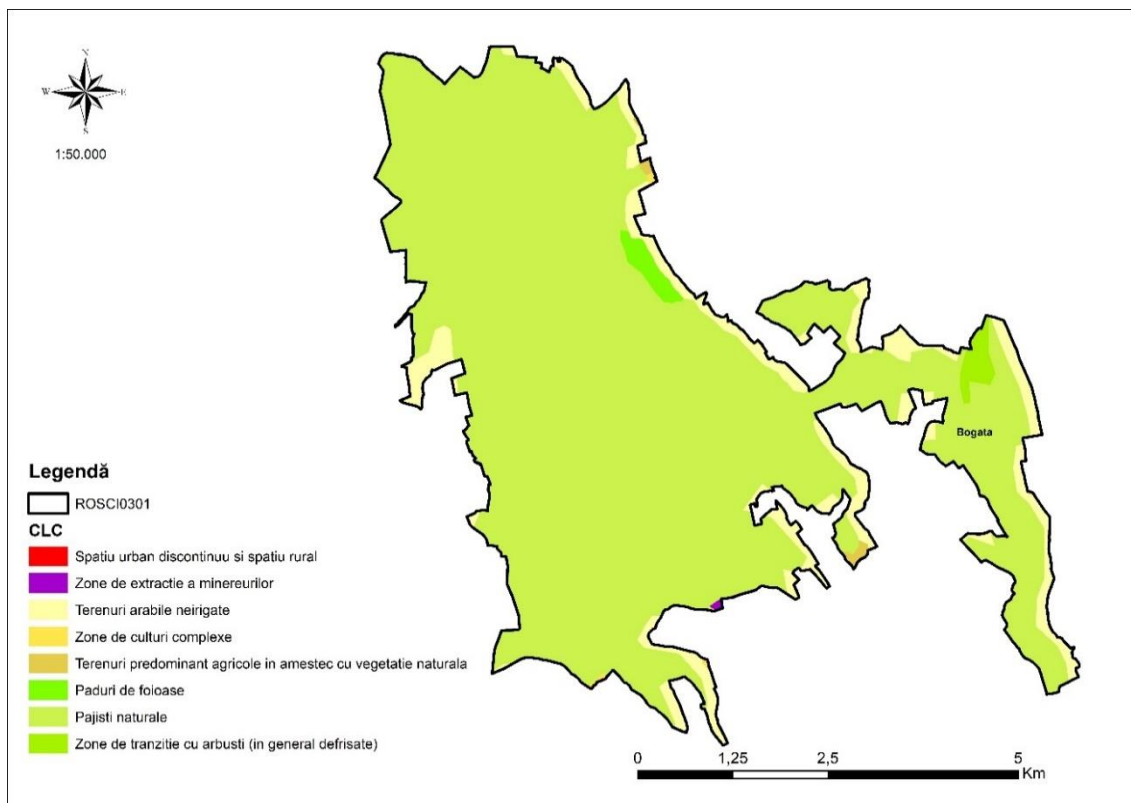 N
W E
S
1:50.000
Bogata
Legendă
ROSCI0301
CLC
Spatiu urban discontinuu si spatiu rural
Zone de extractie a minereurilor
Terenuri arabile neirigate
Zone de culturi complexe
Terenuri predominant agricole in amestec cu vegetatie naturala
Paduri de foioase
Pajisti naturale
Zone de tranzitie cu arbusti (in general defrisate)
0 1,25 2,5 5
Km